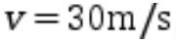 v = 30m/s